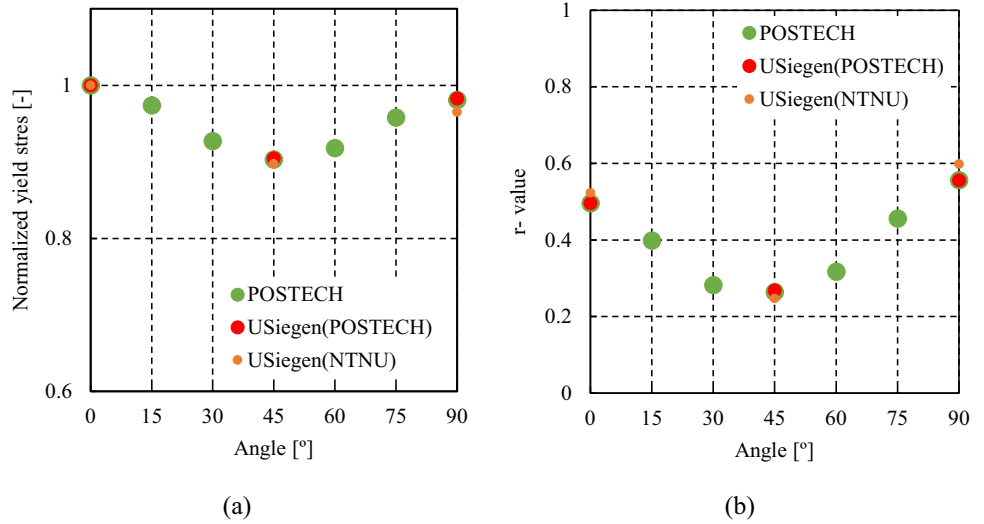 Normalized yield stres [-]
1
0.8
0.6
POSTECH
USiegen(POSTECH)
USiegen(NTNU)
0 15 30 45 60 75 90
Angle [º]
(a)
r- value
1
0.8
0.6
0.4
0.2
0
POSTECH
USiegen(POSTECH)
USiegen(NTNU)
0 15 30 45 60 75 90
Angle [º]
(b)